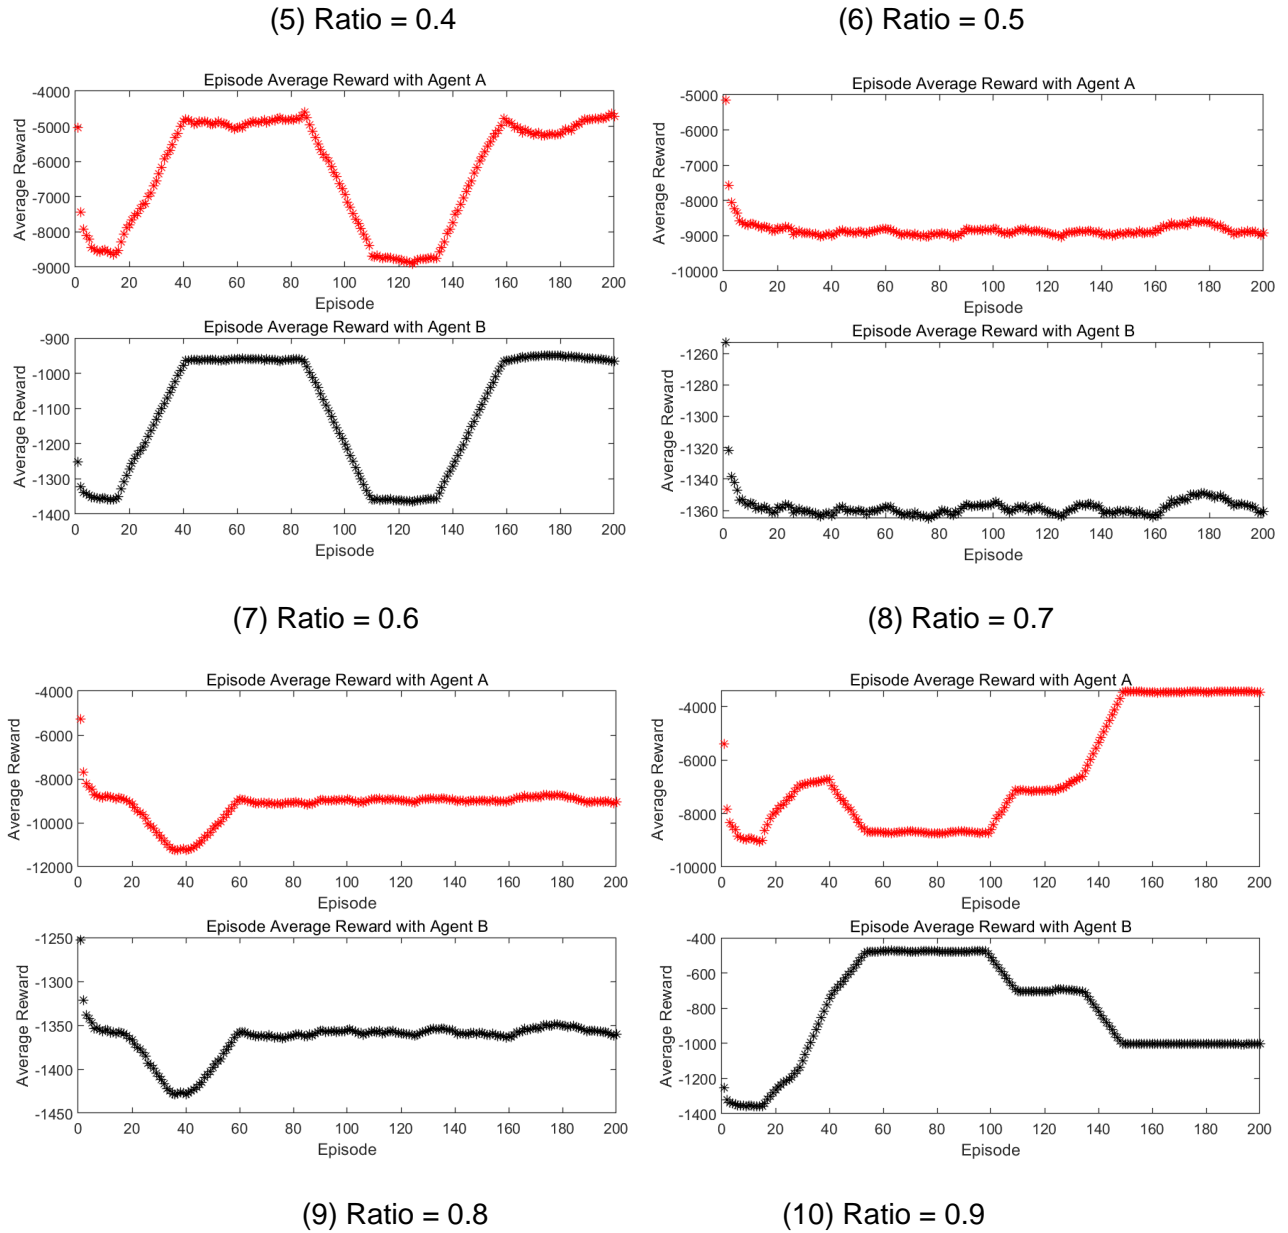 (5) Ratio = 0.4
(6) Ratio = 0.5
Episode Average Reward with Agent A
-4000
-5000
-6000
-7000
-8000
-9000
Average Reward
0 20 40 60 80 100 120 140 160 180 200
Episode
Episode Average Reward with Agent B
-900
-1000
-1100
-1200
-1300
-1400
Average Reward
0 20 40 60 80 100 120 140 160 180 200
Episode
Episode Average Reward with Agent A
-5000
-6000
-7000
-8000
-9000
-10000
Average Reward
0 20 40 60 80 100 120 140 160 180 200
Episode
Episode Average Reward with Agent B
-1260
-1280
-1300
-1320
-1340
-1360
Average Reward
0 20 40 60 80 100 120 140 160 180 200
Episode
(7) Ratio = 0.6
(8) Ratio = 0.7
Episode Average Reward with Agent A
-4000
-6000
-8000
-10000
-12000
Average Reward
0 20 40 60 80 100 120 140 160 180 200
Episode
Episode Average Reward with Agent B
-1250
-1300
-1350
-1400
-1450
Average Reward
0 20 40 60 80 100 120 140 160 180 200
Episode
Episode Average Reward with Agent A
-4000
-6000
-8000
-10000
Average Reward
0 20 40 60 80 100 120 140 160 180 200
Episode
Episode Average Reward with Agent B
-400
-600
-800
-1000
-1200
-1400
Average Reward
0 20 40 60 80 100 120 140 160 180 200
Episode
(9) Ratio = 0.8
(10) Ratio = 0.9